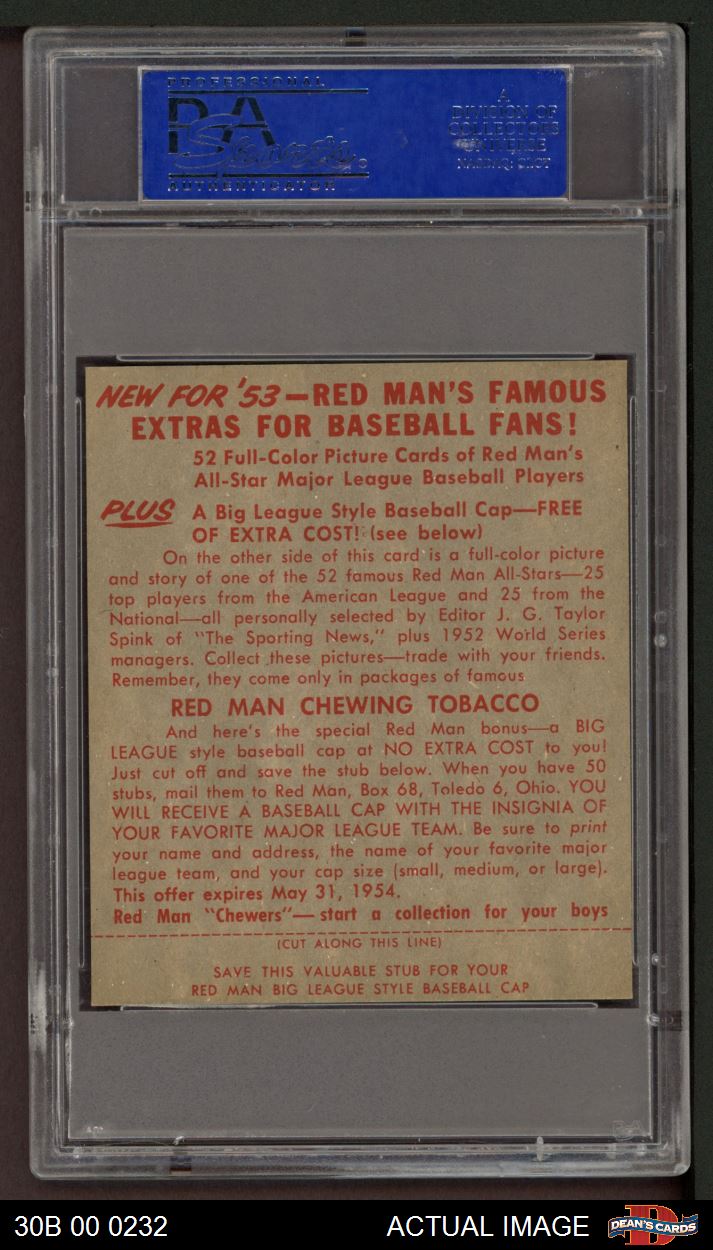 PROFESSIONAL
PSA
AUTHENTICATOR
A
DIVISION OF
COLLECTORS
UNIVERSE
NASDAQ: CLCT
NEW FOR '53—RED MAN'S FAMOUS
EXTRAS FOR BASEBALL FANS!
52 Full-Color Picture Cards of Red Man's
All-Star Major League Baseball Players
PLUS A Big League Style Baseball Cap—FREE
OF EXTRA COST! (see below)
On the other side of this card is a full-color picture
and story of one of the 52 famous Red Man All-Stars—25
top players from the American League and 25 from the
National—all personally selected by Editor J. G. Taylor
Spink of "The Sporting News," plus 1952 World Series
managers. Collect these pictures—trade with your friends.
Remember, they come only in packages of famous
RED MAN CHEWING TOBACCO
And here's the special Red Man bonus—a BIG
LEAGUE style baseball cap at NO EXTRA COST to you!
Just cut off and save the stub below. When you have 50
stubs, mail them to Red Man, Box 68, Toledo 6, Ohio. YOU
WILL RECEIVE A BASEBALL CAP WITH THE INSIGNIA OF
YOUR FAVORITE MAJOR LEAGUE TEAM. Be sure to print
your name and address, the name of your favorite major
league team, and your cap size (small, medium, or large).
This offer expires May 31, 1954.
Red Man "Chewers"—start a collection for your boys
(CUT ALONG THIS LINE)
SAVE THIS VALUABLE STUB FOR YOUR
RED MAN BIG LEAGUE STYLE BASEBALL CAP
PSA
30B 00 0232
ACTUAL IMAGE
DEAN'S CARDS